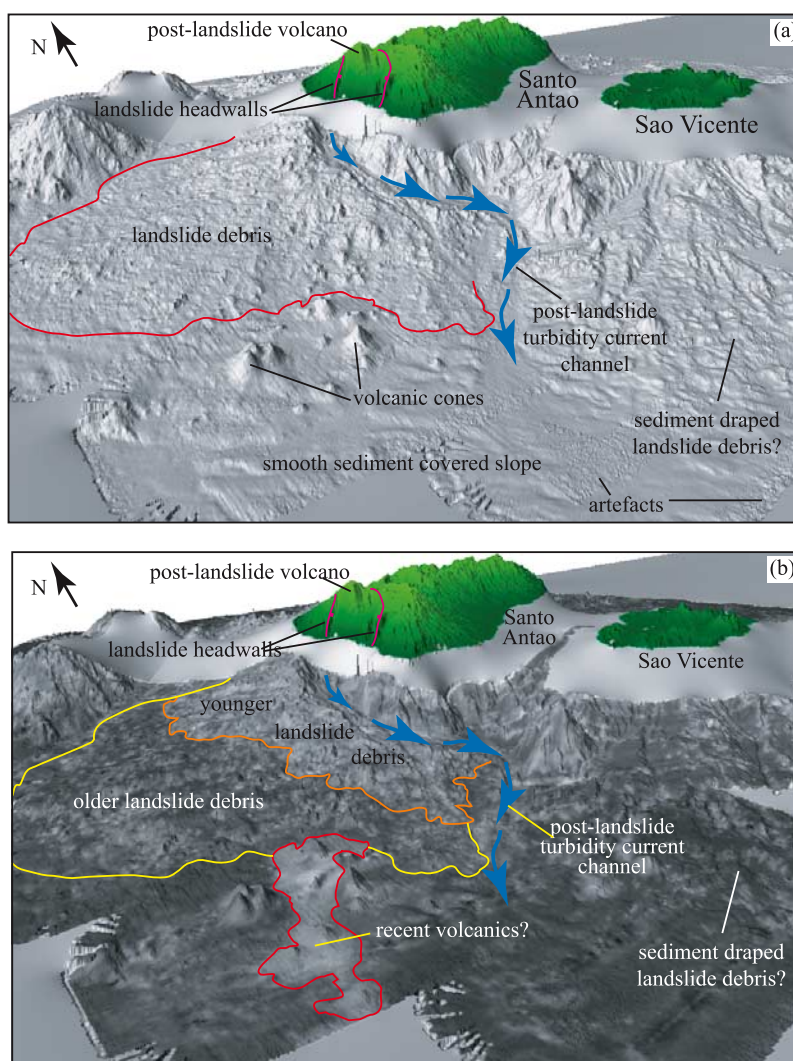 (a)
N
post-landslide volcano
landslide headwalls
Santo
Antao
Sao Vicente
landslide debris
post-landslide
turbidity current
channel
volcanic cones
sediment draped
landslide debris?
smooth sediment covered slope
artefacts
(b)
N
post-landslide volcano
landslide headwalls
Santo
Antao
Sao Vicente
younger
landslide
debris
older landslide debris
post-landslide
turbidity current
channel
recent volcanics?
sediment draped
landslide debris?